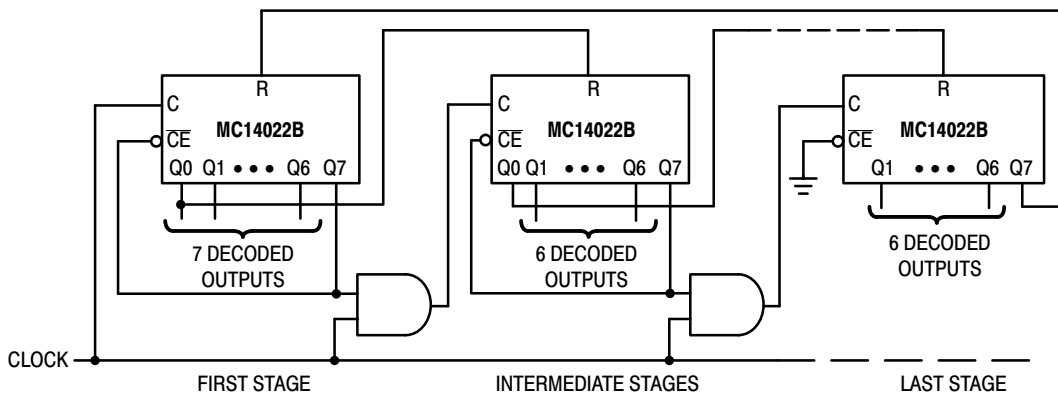 R R R
C C C
MC14022B MC14022B MC14022B
CE CE CE
Q0 Q1 ••• Q6 Q7 Q0 Q1 ••• Q6 Q7 Q1 ••• Q6 Q7
7 DECODED
OUTPUTS
6 DECODED
OUTPUTS
6 DECODED
OUTPUTS
CLOCK
FIRST STAGE INTERMEDIATE STAGES LAST STAGE